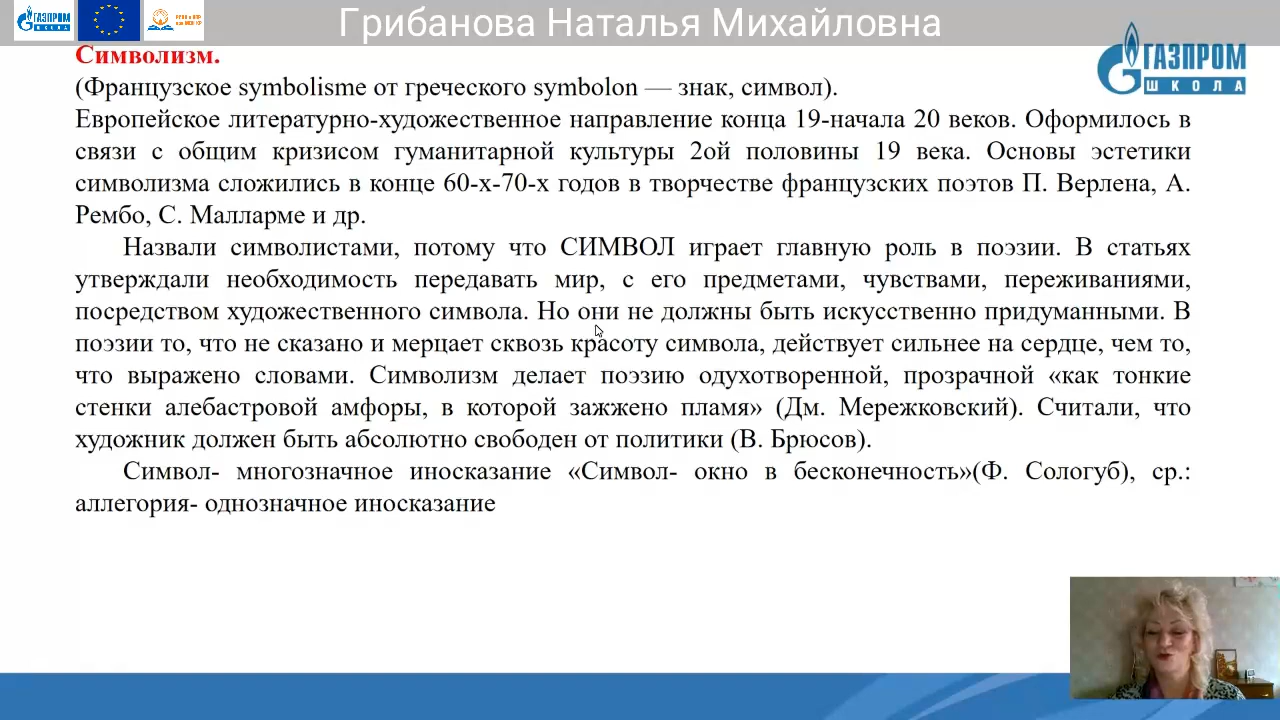 Грибанова Наталья Михайловна
ГАЗПРОМ
ШКОЛА
ГАЗПРОМ
ШКОЛА
Символизм.
(Французское symbolisme от греческого symbolon — знак, символ).
Европейское литературно-художественное направление конца 19-начала 20 веков. Оформилось в
связи с общим кризисом гуманитарной культуры 2ой половины 19 века. Основы эстетики
символизма сложились в конце 60-х-70-х годов в творчестве французских поэтов П. Верлена, А.
Рембо, С. Малларме и др.
Назвали символистами, потому что СИМВОЛ играет главную роль в поэзии. В статьях
утверждали необходимость передавать мир, с его предметами, чувствами, переживаниями,
посредством художественного символа. Но они не должны быть искусственно придуманными. В
поэзии то, что не сказано и мерцает сквозь красоту символа, действует сильнее на сердце, чем то,
что выражено словами. Символизм делает поэзию одухотворенной, прозрачной «как тонкие
стенки алебастровой амфоры, в которой зажжено пламя» (Дм. Мережковский). Считали, что
художник должен быть абсолютно свободен от политики (В. Брюсов).
Символ- многозначное иносказание «Символ- окно в бесконечность»(Ф. Сологуб), ср.:
аллегория- однозначное иносказание